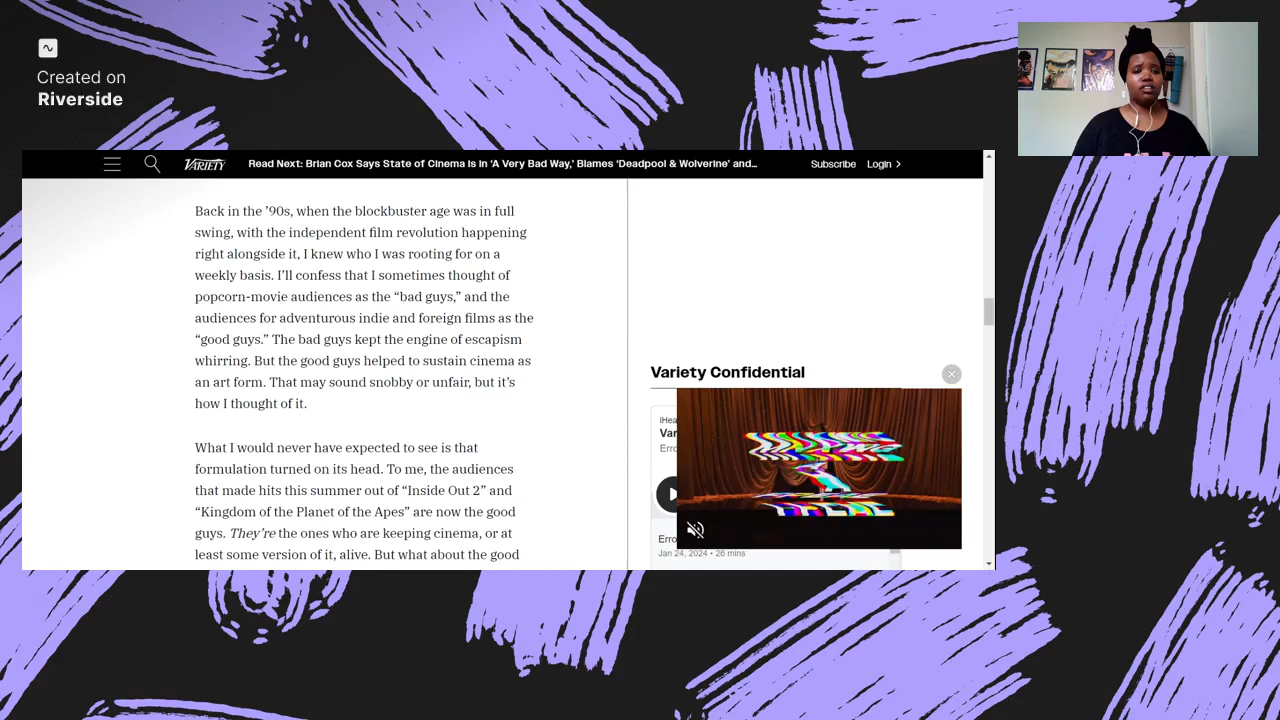 Created on
Riverside
VARIETY
Read Next: Brian Cox Says State of Cinema Is in 'A Very Bad Way,' Blames 'Deadpool & Wolverine' and...
Subscribe
Login
Back in the ’90s, when the blockbuster age was in full
swing, with the independent film revolution happening
right alongside it, I knew who I was rooting for on a
weekly basis. I’ll confess that I sometimes thought of
popcorn-movie audiences as the “bad guys,” and the
audiences for adventurous indie and foreign films as the
“good guys.” The bad guys kept the engine of escapism
whirring. But the good guys helped to sustain cinema as
an art form. That may sound snobby or unfair, but it’s
how I thought of it.
What I would never have expected to see is that
formulation turned on its head. To me, the audiences
that made hits this summer out of “Inside Out 2” and
“Kingdom of the Planet of the Apes” are now the good
guys. They’re the ones who are keeping cinema, or at
least some version of it, alive. But what about the good
Variety Confidential
iHea
Var
Erro
Erro
Jan 24, 2024 • 26 mins